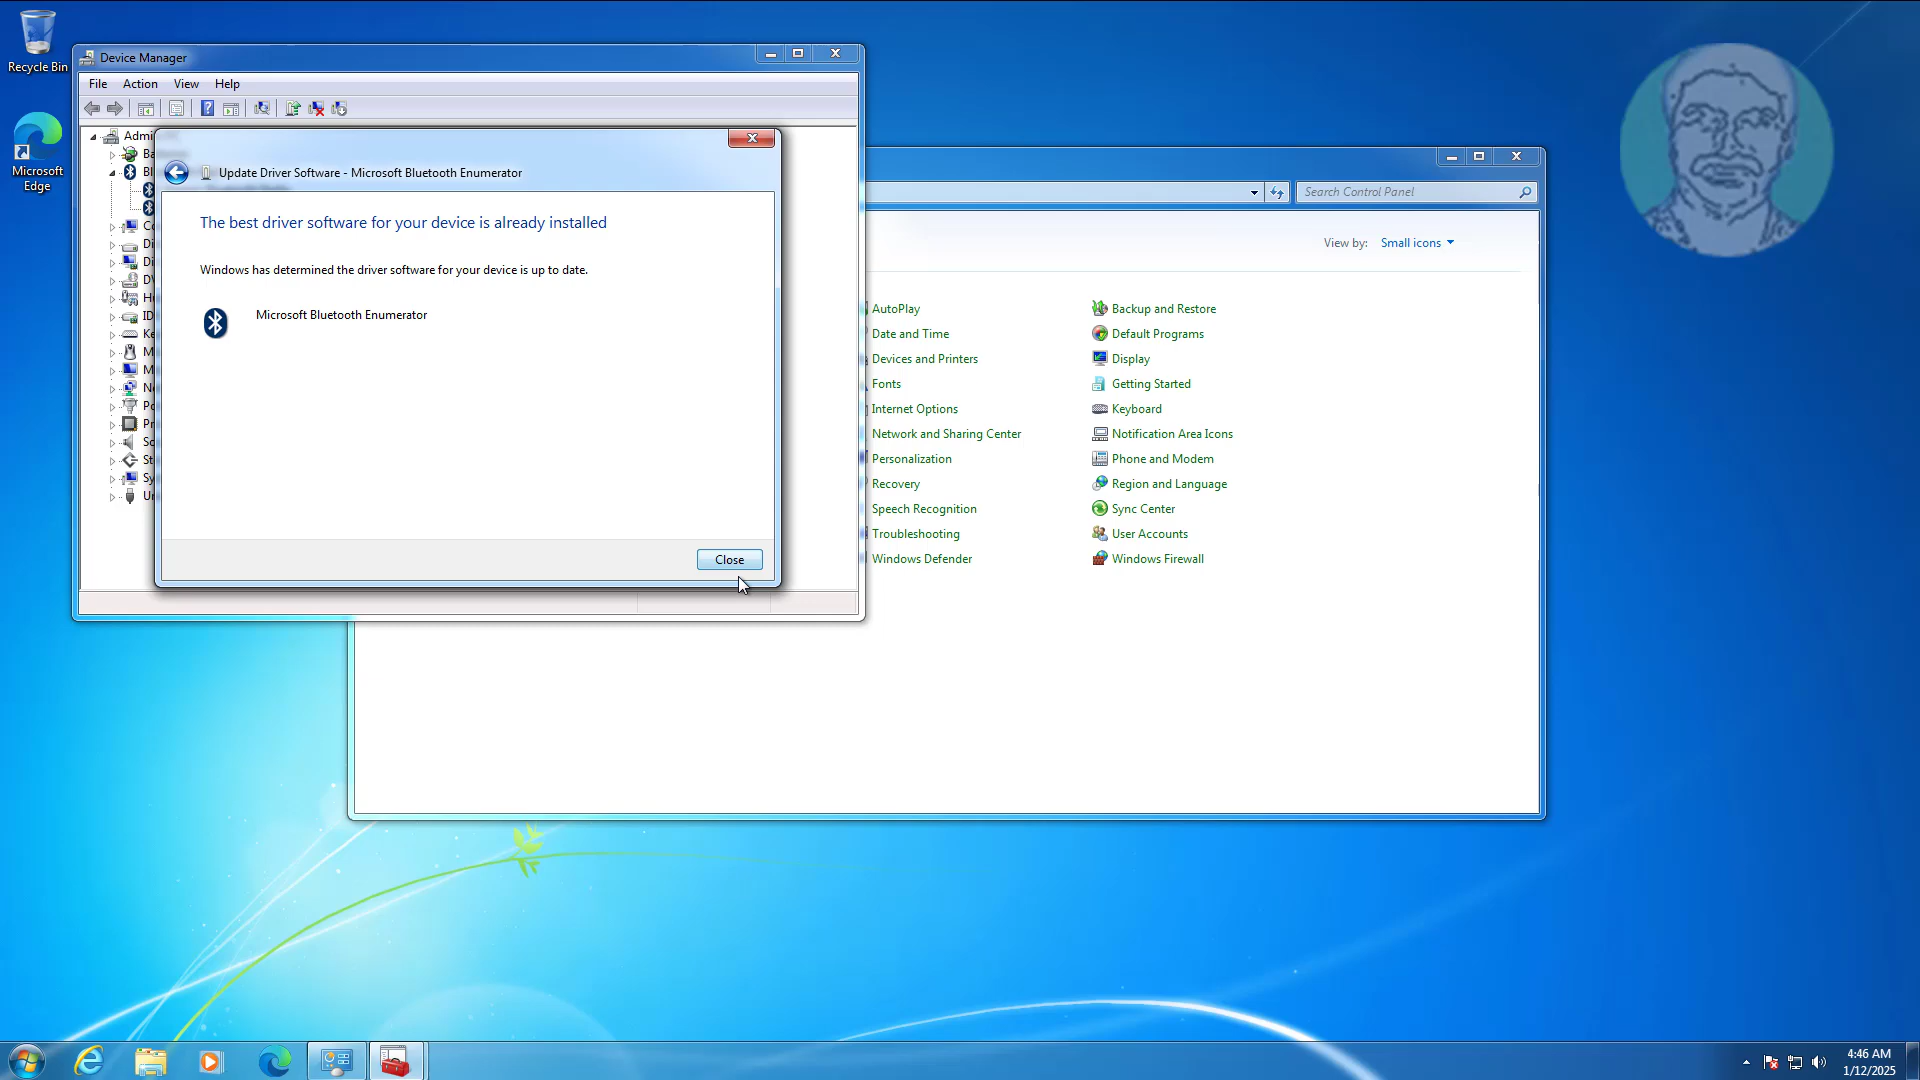 Recycle Bin
Microsoft
Edge
Device Manager
File Action View Help
Update Driver Software - Microsoft Bluetooth Enumerator
The best driver software for your device is already installed
Windows has determined the driver software for your device is up to date.
Microsoft Bluetooth Enumerator
Close
Search Control Panel
View by: Small icons
AutoPlay
Backup and Restore
Date and Time
Default Programs
Devices and Printers
Display
Fonts
Getting Started
Internet Options
Keyboard
Network and Sharing Center
Notification Area Icons
Personalization
Phone and Modem
Recovery
Region and Language
Speech Recognition
Sync Center
Troubleshooting
User Accounts
Windows Defender
Windows Firewall
4:46 AM
1/12/2025